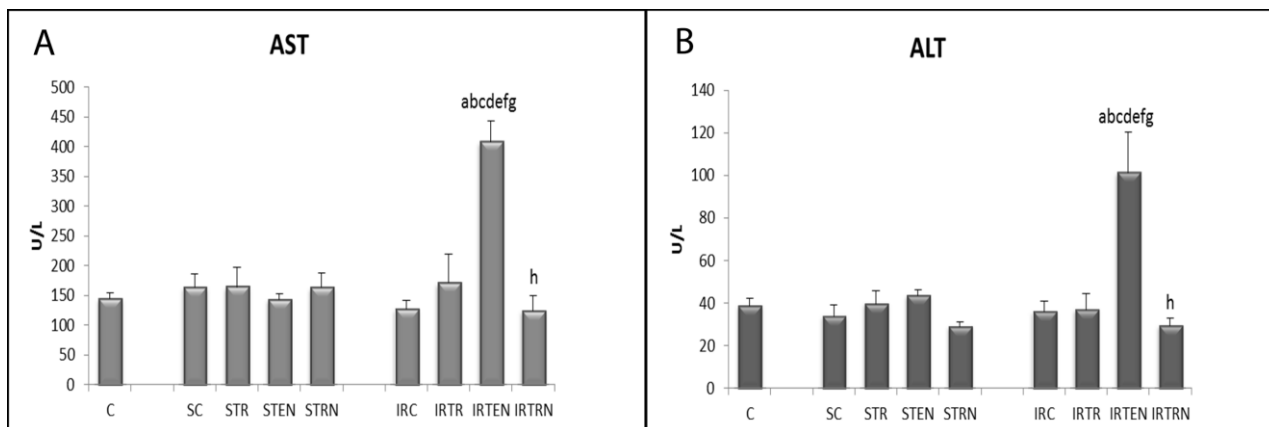 A
AST
500
450
400
350
300
250
200
150
100
50
0
U/L
abcdefg
h
C SC STR STEN STRN IRC IRTR IRTEN IRTRN
B
ALT
140
120
100
80
60
40
20
0
U/L
abcdefg
h
C SC STR STEN STRN IRC IRTR IRTEN IRTRN